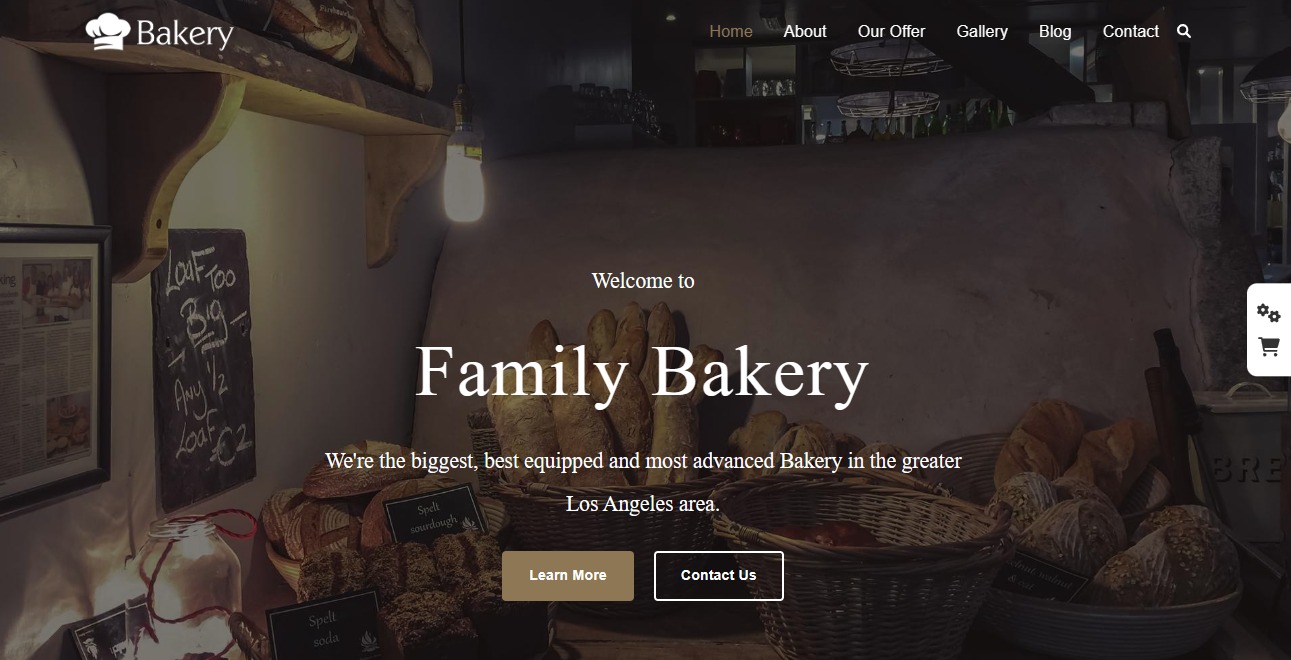 Bakery
Home About Our Offer Gallery Blog Contact
LoaF Too
Big
Any 1/2
Loaf €2
Welcome to
Family Bakery
We're the biggest, best equipped and most advanced Bakery in the greater
Los Angeles area.
Spelt
sourdough
Learn More
Contact Us
Spelt
soda
BRE